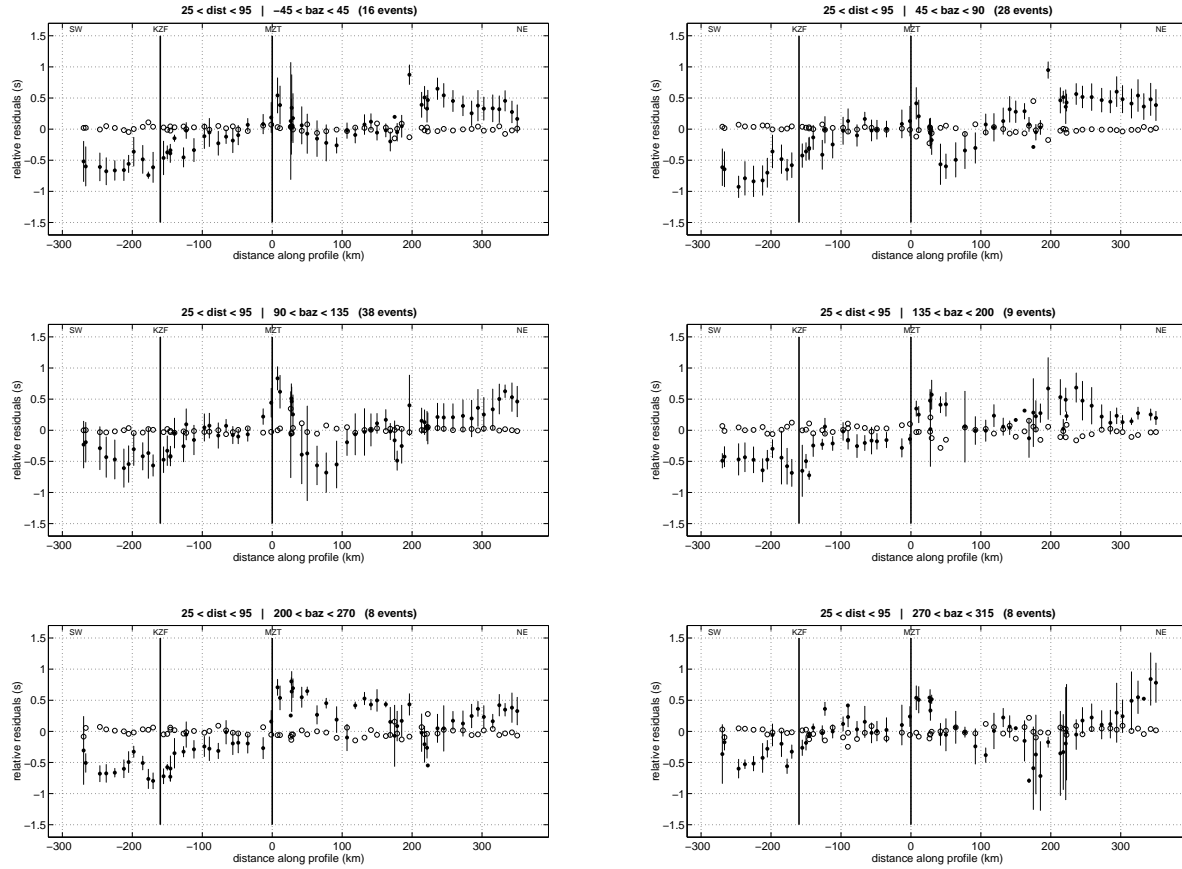 25 < dist < 95 | −45 < baz < 45 (16 events)
SW KZF MZT NE
1.5
1
0.5
0
−0.5
−1
−1.5
relative residuals (s)
−300 −200 −100 0 100 200 300
distance along profile (km)
25 < dist < 95 | 45 < baz < 90 (28 events)
SW KZF MZT NE
1.5
1
0.5
0
−0.5
−1
−1.5
relative residuals (s)
−300 −200 −100 0 100 200 300
distance along profile (km)
25 < dist < 95 | 90 < baz < 135 (38 events)
SW KZF MZT NE
1.5
1
0.5
0
−0.5
−1
−1.5
relative residuals (s)
−300 −200 −100 0 100 200 300
distance along profile (km)
25 < dist < 95 | 135 < baz < 200 (9 events)
SW KZF MZT NE
1.5
1
0.5
0
−0.5
−1
−1.5
relative residuals (s)
−300 −200 −100 0 100 200 300
distance along profile (km)
25 < dist < 95 | 200 < baz < 270 (8 events)
SW KZF MZT NE
1.5
1
0.5
0
−0.5
−1
−1.5
relative residuals (s)
−300 −200 −100 0 100 200 300
distance along profile (km)
25 < dist < 95 | 270 < baz < 315 (8 events)
SW KZF MZT NE
1.5
1
0.5
0
−0.5
−1
−1.5
relative residuals (s)
−300 −200 −100 0 100 200 300
distance along profile (km)